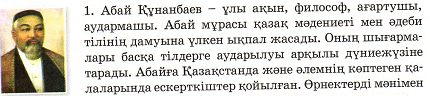 1. Абай Құнанбаев – ұлы ақын, философ, ағартушы,
аудармашы. Абай мұрасы қазақ мәдениеті мен әдеби
тілінің дамуына үлкен ықпал жасады. Оның шығарма-
лары басқа тілдерге аударылуы арқылы дүниежүзіне
тарады. Абайға Қазақстанда және әлемнің көптеген қа-
лаларында ескерткіштер қойылған. Өрнектерді мәнімен